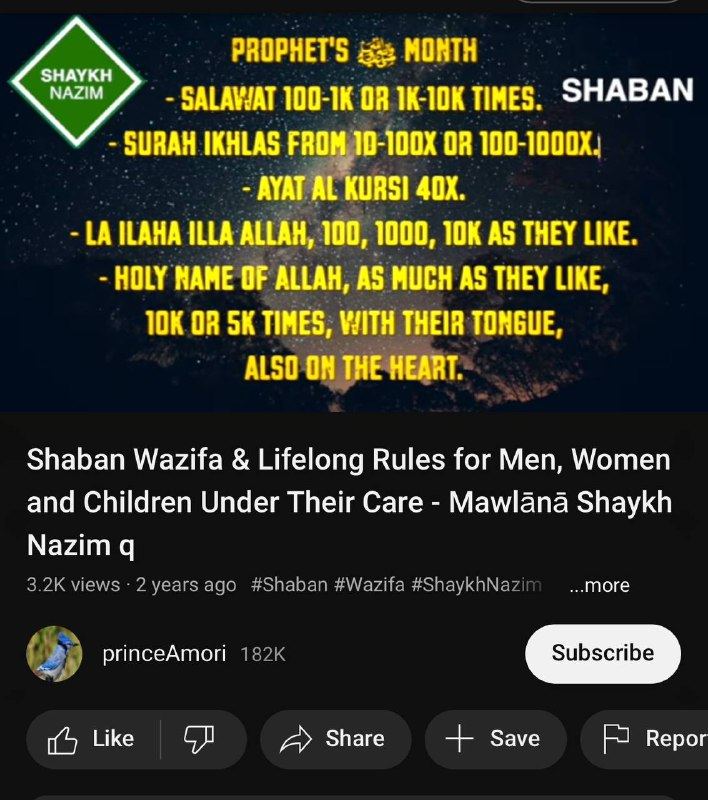 SHAYKH
NAZIM
PROPHET'S ﷺ MONTH
SHABAN
- SALAWAT 100-1K OR 1K-10K TIMES.
- SURAH IKHLAS FROM 10-100X OR 100-1000X.
- AYAT AL KURSI 40X.
- LA ILAHA ILLA ALLAH, 100, 1000, 10K AS THEY LIKE.
- HOLY NAME OF ALLAH, AS MUCH AS THEY LIKE,
10K OR 5K TIMES, WITH THEIR TONGUE,
ALSO ON THE HEART.
Shaban Wazifa & Lifelong Rules for Men, Women
and Children Under Their Care - Mawlānā Shaykh
Nazim q
3.2K views · 2 years ago #Shaban #Wazifa #ShaykhNazim ...more
princeAmori 182K
Subscribe
Like
Share
Save
Repor